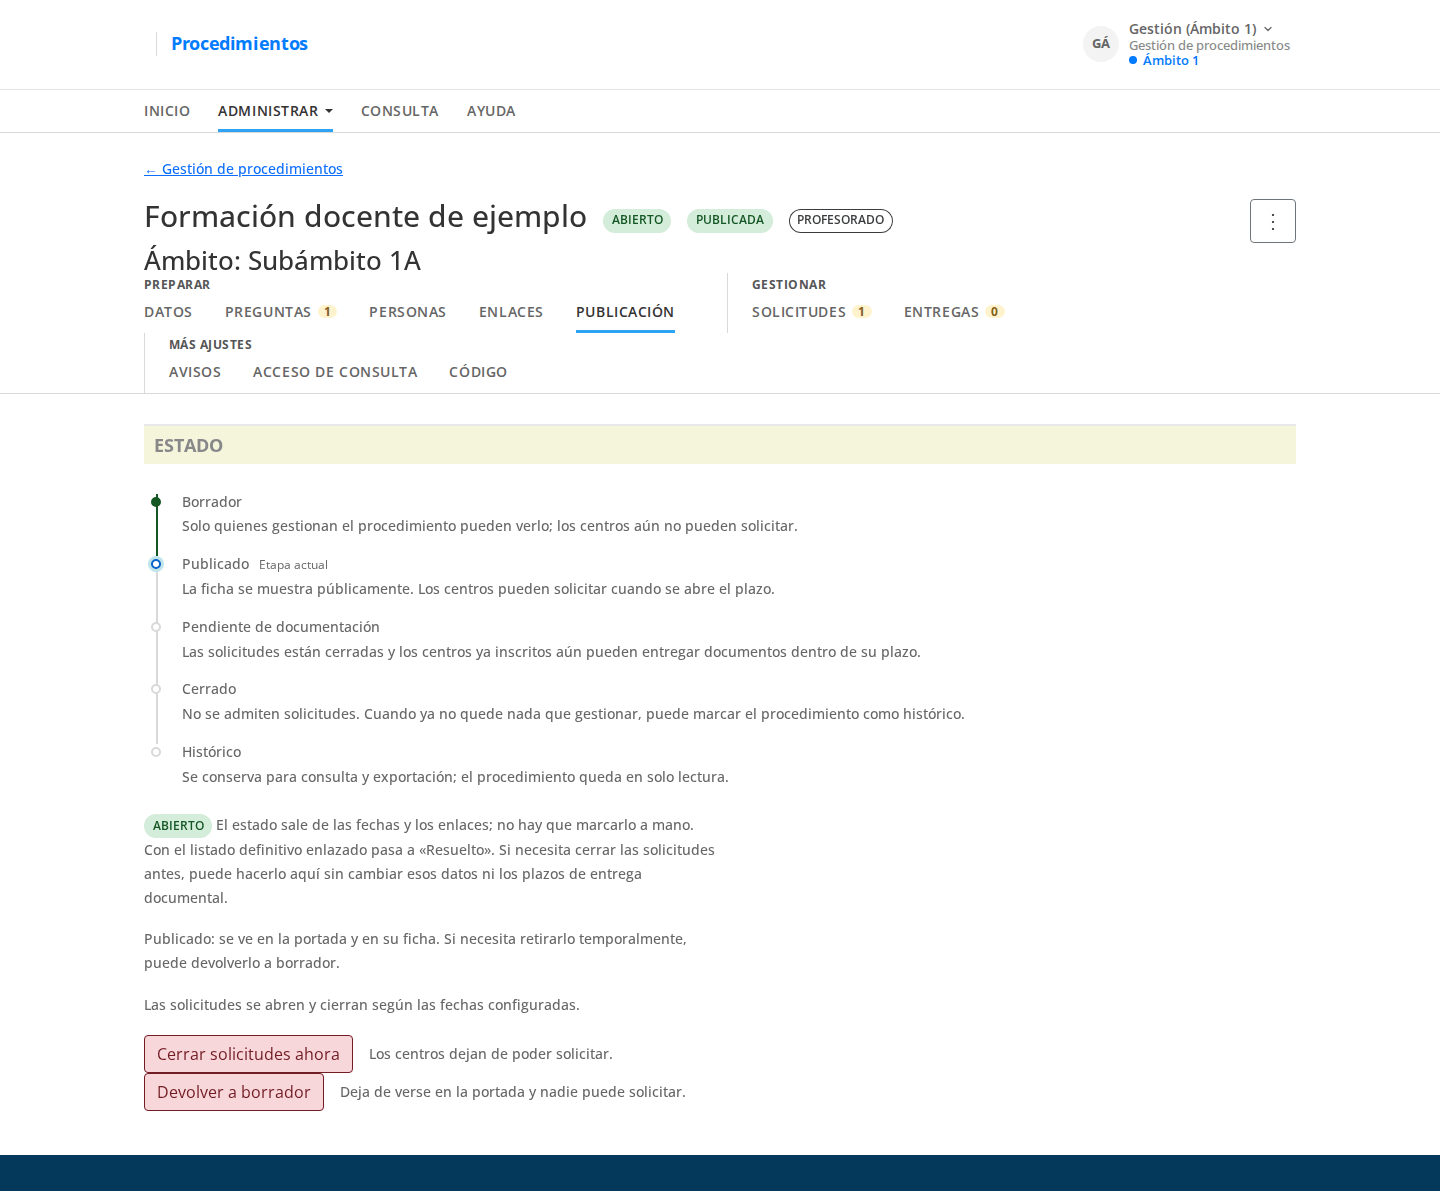 Procedimientos
GÁ
Gestión (Ámbito 1)
Gestión de procedimientos
Ámbito 1
INICIO
ADMINISTRAR
CONSULTA
AYUDA
← Gestión de procedimientos
Formación docente de ejemplo
ABIERTO
PUBLICADA
PROFESORADO
⋮
Ámbito: Subámbito 1A
PREPARAR
DATOS
PREGUNTAS 1
PERSONAS
ENLACES
PUBLICACIÓN
GESTIONAR
SOLICITUDES 1
ENTREGAS 0
MÁS AJUSTES
AVISOS
ACCESO DE CONSULTA
CÓDIGO
ESTADO
Borrador
Solo quienes gestionan el procedimiento pueden verlo; los centros aún no pueden solicitar.
Publicado Etapa actual
La ficha se muestra públicamente. Los centros pueden solicitar cuando se abre el plazo.
Pendiente de documentación
Las solicitudes están cerradas y los centros ya inscritos aún pueden entregar documentos dentro de su plazo.
Cerrado
No se admiten solicitudes. Cuando ya no quede nada que gestionar, puede marcar el procedimiento como histórico.
Histórico
Se conserva para consulta y exportación; el procedimiento queda en solo lectura.
ABIERTO El estado sale de las fechas y los enlaces; no hay que marcarlo a mano.
Con el listado definitivo enlazado pasa a «Resuelto». Si necesita cerrar las solicitudes
antes, puede hacerlo aquí sin cambiar esos datos ni los plazos de entrega
documental.
Publicado: se ve en la portada y en su ficha. Si necesita retirarlo temporalmente,
puede devolverlo a borrador.
Las solicitudes se abren y cierran según las fechas configuradas.
Cerrar solicitudes ahora
Los centros dejan de poder solicitar.
Devolver a borrador
Deja de verse en la portada y nadie puede solicitar.